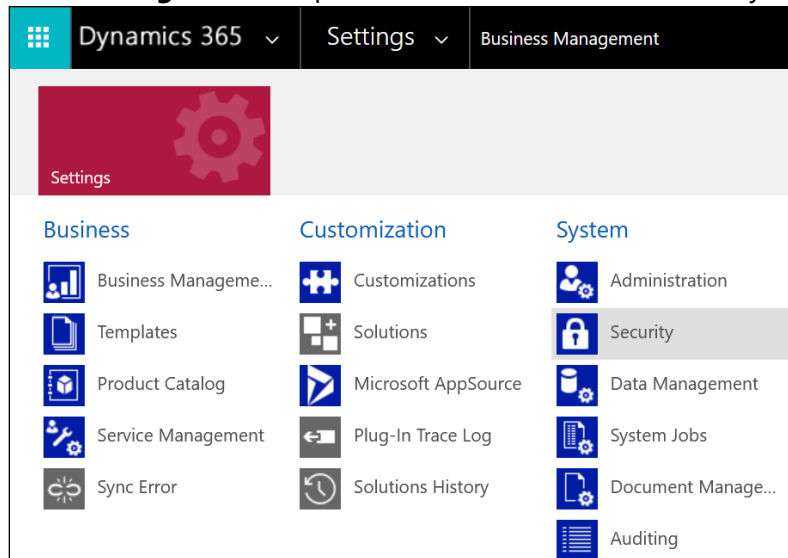 Dynamics 365 Settings Business Management
Settings
Business
Business Manageme...
Templates
Product Catalog
Service Management
Sync Error
Customization
Customizations
Solutions
Microsoft AppSource
Plug-In Trace Log
Solutions History
System
Administration
Security
Data Management
System Jobs
Document Manage...
Auditing